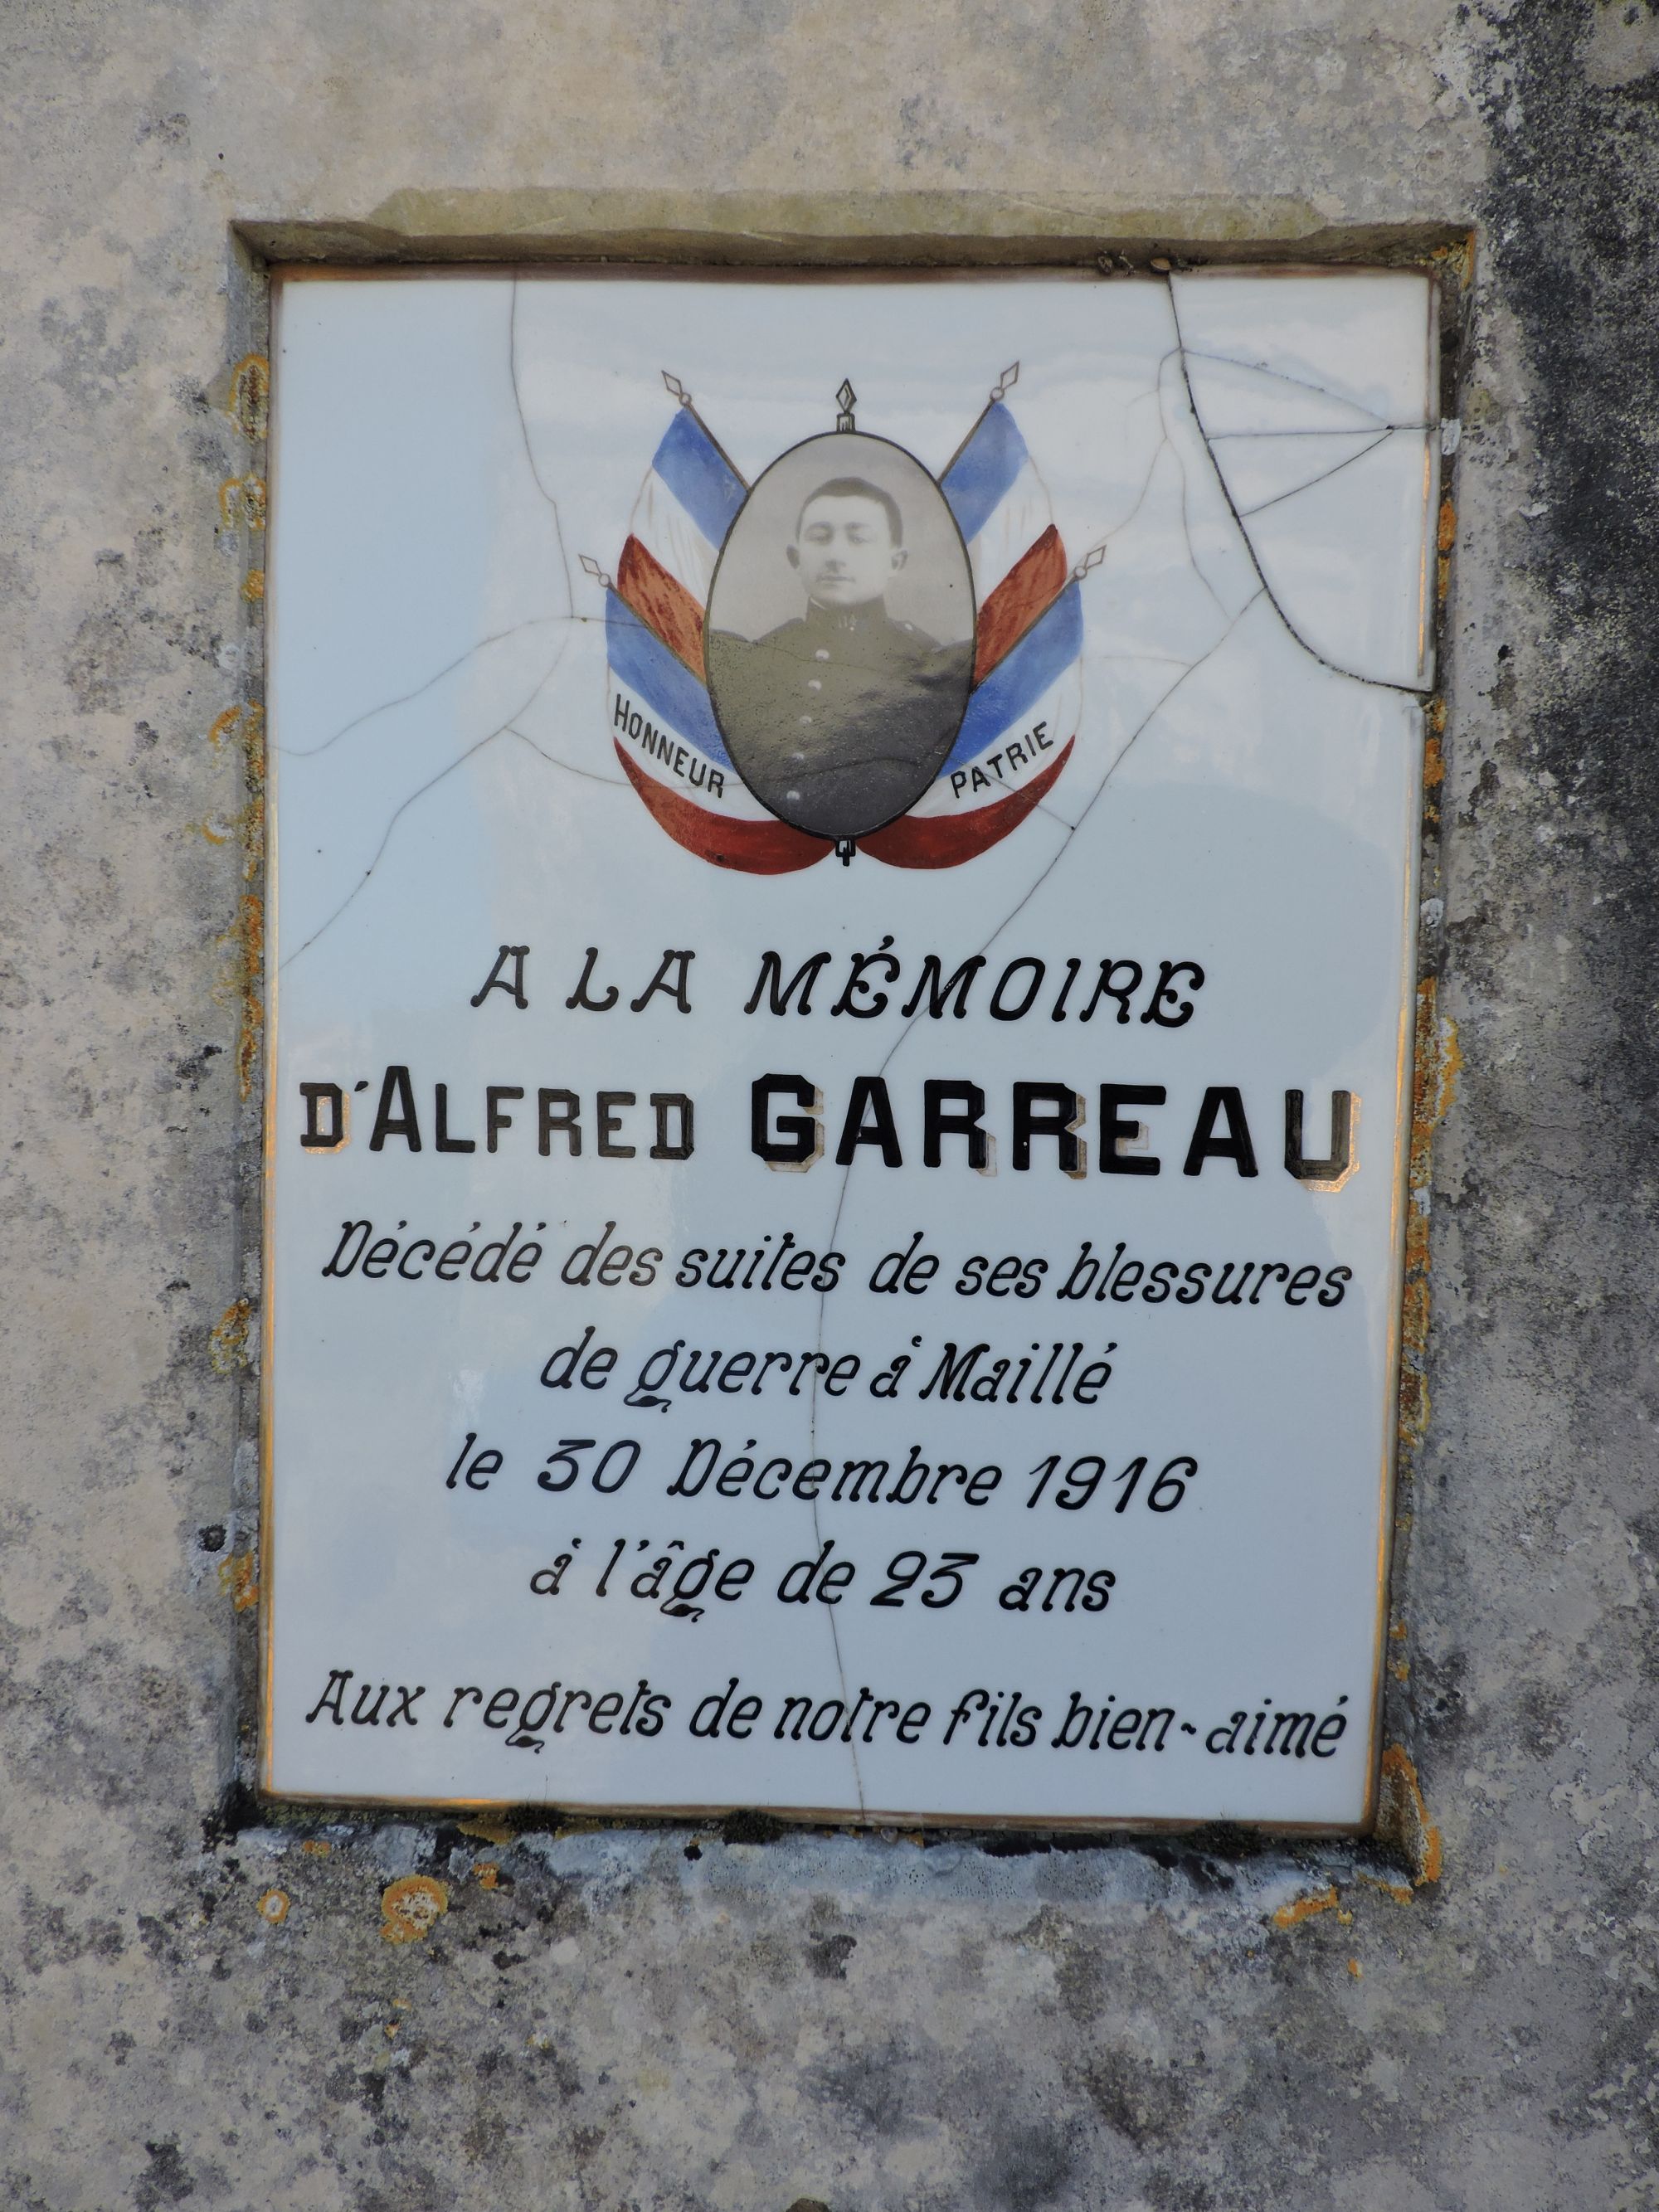 HONNEUR
PATRIE
A LA MÉMOIRE
D'ALFRED GARREAU
Décédé des suites de ses blessures
de guerre à Maillé
le 30 Décembre 1916
à l'âge de 23 ans
Aux regrets de notre fils bien-aimé